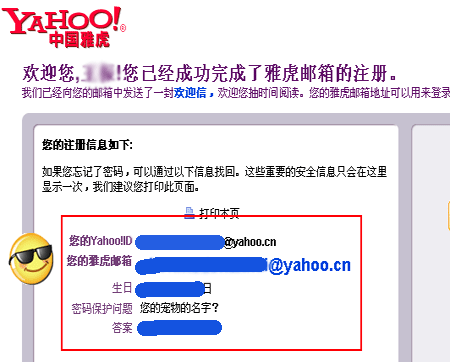 YAHOO!®
中国雅虎
欢迎您, !您已经成功完成了雅虎邮箱的注册。
我们已经向您的邮箱中发送了一封欢迎信，欢迎您抽时间阅读。您的雅虎邮箱地址可以用来登录
您的注册信息如下:
如果您忘记了密码，可以通过以下信息找回。这些重要的安全信息只会在这里
显示一次，我们建议您打印此页面。
打印本页
您的Yahoo!ID @yahoo.cn
您的雅虎邮箱 @yahoo.cn
生日 日
密码保护问题 您的宠物的名字?
答案